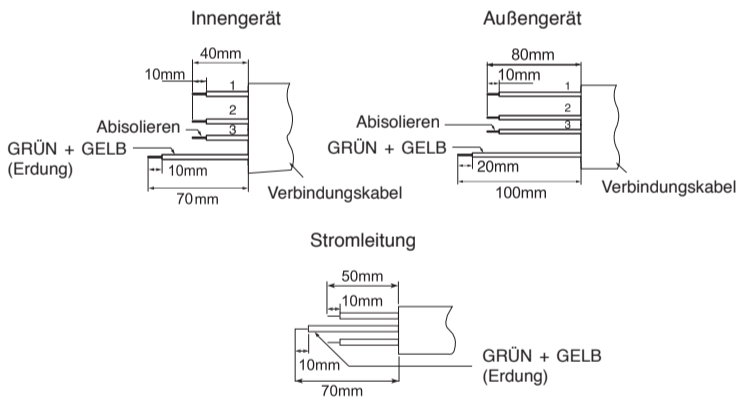 Innengerät
40mm
10mm
1
2
3
Abisolieren
GRÜN + GELB
(Erdung)
10mm
70mm
Verbindungskabel
Außengerät
80mm
10mm
1
2
3
Abisolieren
GRÜN + GELB
20mm
100mm
Verbindungskabel
Stromleitung
50mm
10mm
10mm
70mm
GRÜN + GELB
(Erdung)